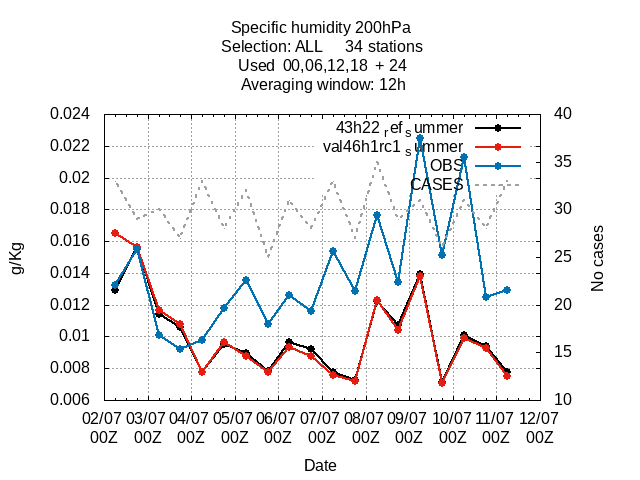 Specific humidity 200hPa
Selection: ALL 34 stations
Used 00,06,12,18 + 24
Averaging window: 12h
0.024
0.022
0.02
0.018
0.016
0.014
0.012
0.01
0.008
0.006
g/Kg
40
35
30
25
20
15
10
No cases
43h22 ref summer
val46h1rc1 summer
OBS
CASES
02/07 03/07 04/07 05/07 06/07 07/07 08/07 09/07 10/07 11/07 12/07
00Z 00Z 00Z 00Z 00Z 00Z 00Z 00Z 00Z 00Z 00Z
Date